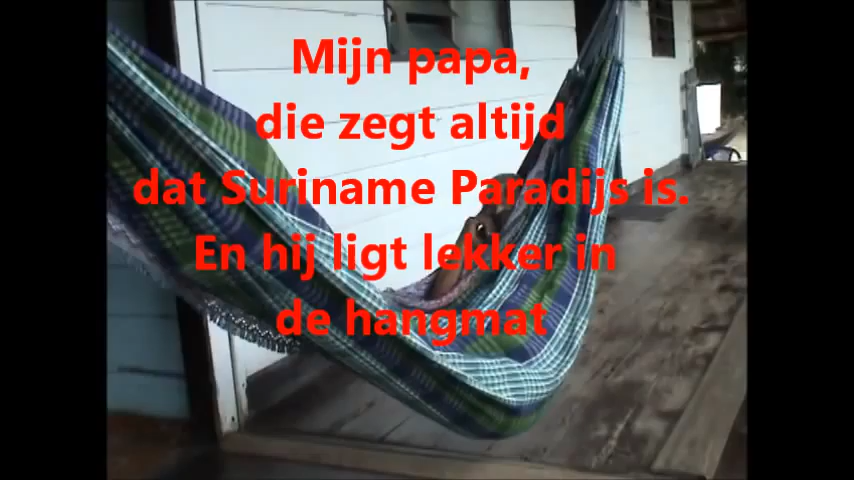 Mijn papa,
die zegt altijd
dat Suriname Paradijs is.
En hij ligt lekker in
de hangmat